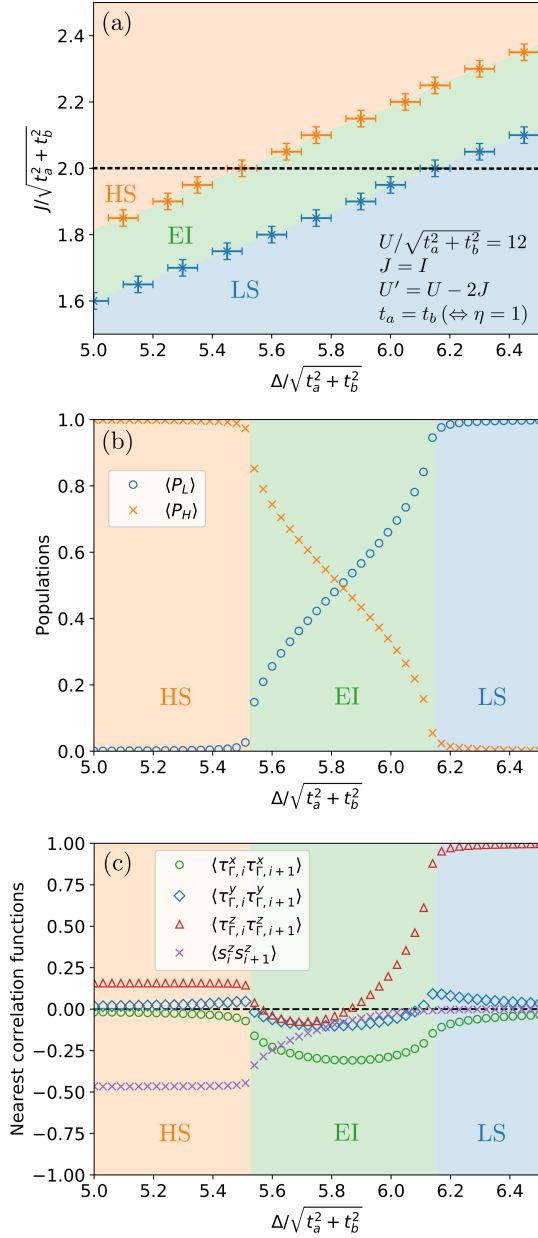 (a)
2.4
2.2
2.0
1.8
1.6
J/√(t_a^2 + t_b^2)
HS
EI
LS
U/√(t_a^2 + t_b^2) = 12
J = I
U′ = U − 2J
t_a = t_b (⇔ η = 1)
5.0 5.2 5.4 5.6 5.8 6.0 6.2 6.4
Δ/√(t_a^2 + t_b^2)
(b)
1.0
0.8
0.6
0.4
0.2
0.0
Populations
⟨P_L⟩
⟨P_H⟩
HS
EI
LS
5.0 5.2 5.4 5.6 5.8 6.0 6.2 6.4
Δ/√(t_a^2 + t_b^2)
(c)
1.00
0.75
0.50
0.25
0.00
−0.25
−0.50
−0.75
−1.00
Nearest correlation functions
⟨τ^x_{Γ,i} τ^x_{Γ,i+1}⟩
⟨τ^y_{Γ,i} τ^y_{Γ,i+1}⟩
⟨τ^z_{Γ,i} τ^z_{Γ,i+1}⟩
⟨s^z_i s^z_{i+1}⟩
HS
EI
LS
5.0 5.2 5.4 5.6 5.8 6.0 6.2 6.4
Δ/√(t_a^2 + t_b^2)